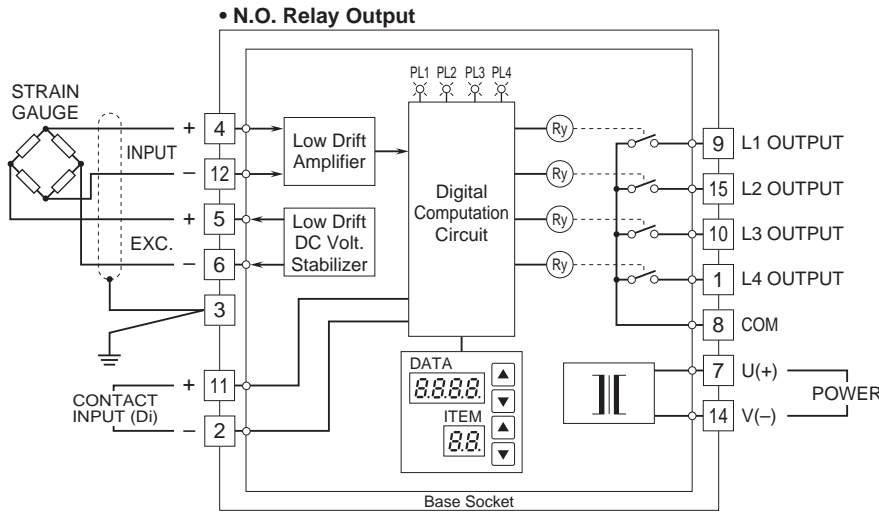 • N.O. Relay Output
PL1 PL2 PL3 PL4
STRAIN
GAUGE
+ 4
INPUT
− 12
+ 5
EXC.
− 6
3
Low Drift
Amplifier
Low Drift
DC Volt.
Stabilizer
Digital
Computation
Circuit
Ry
Ry
Ry
Ry
9 L1 OUTPUT
15 L2 OUTPUT
10 L3 OUTPUT
1 L4 OUTPUT
8 COM
7 U(+)
POWER
14 V(−)
+ 11
CONTACT
INPUT (Di)
− 2
DATA
8.8.8.8.
ITEM
8.8.
Base Socket